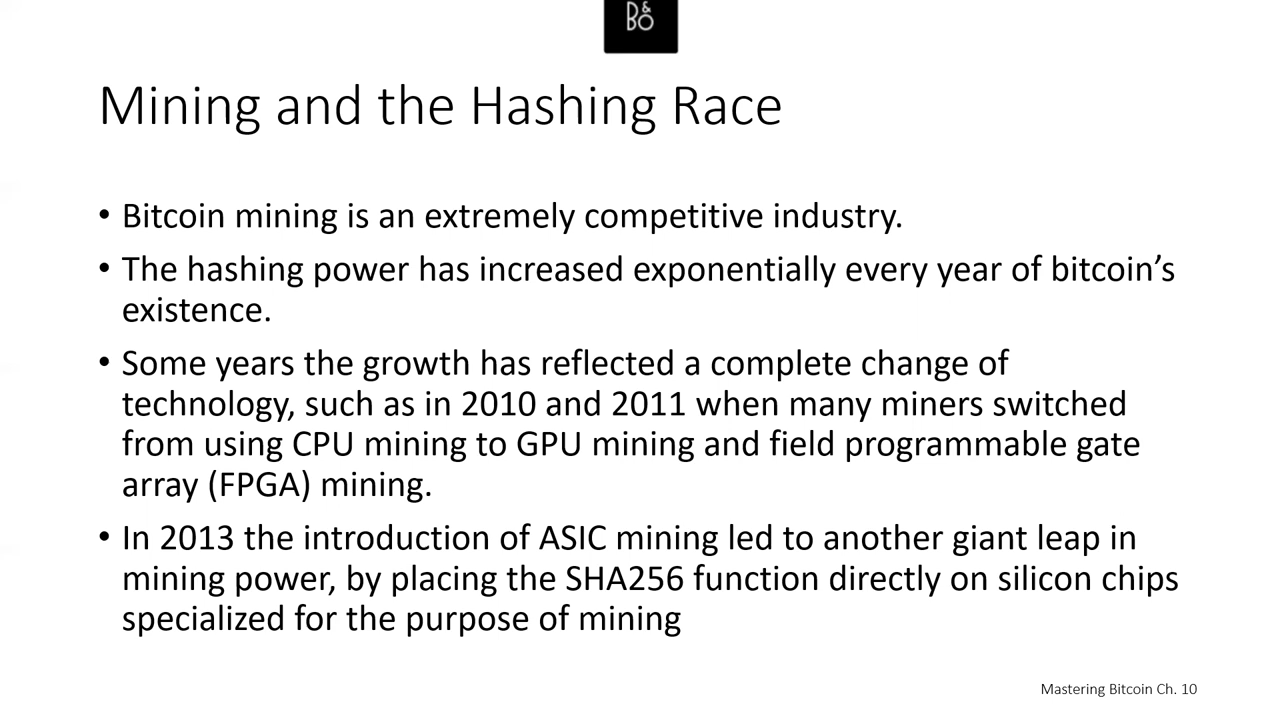 B&O
Mining and the Hashing Race
• Bitcoin mining is an extremely competitive industry.
• The hashing power has increased exponentially every year of bitcoin’s
existence.
• Some years the growth has reflected a complete change of
technology, such as in 2010 and 2011 when many miners switched
from using CPU mining to GPU mining and field programmable gate
array (FPGA) mining.
• In 2013 the introduction of ASIC mining led to another giant leap in
mining power, by placing the SHA256 function directly on silicon chips
specialized for the purpose of mining
Mastering Bitcoin Ch. 10